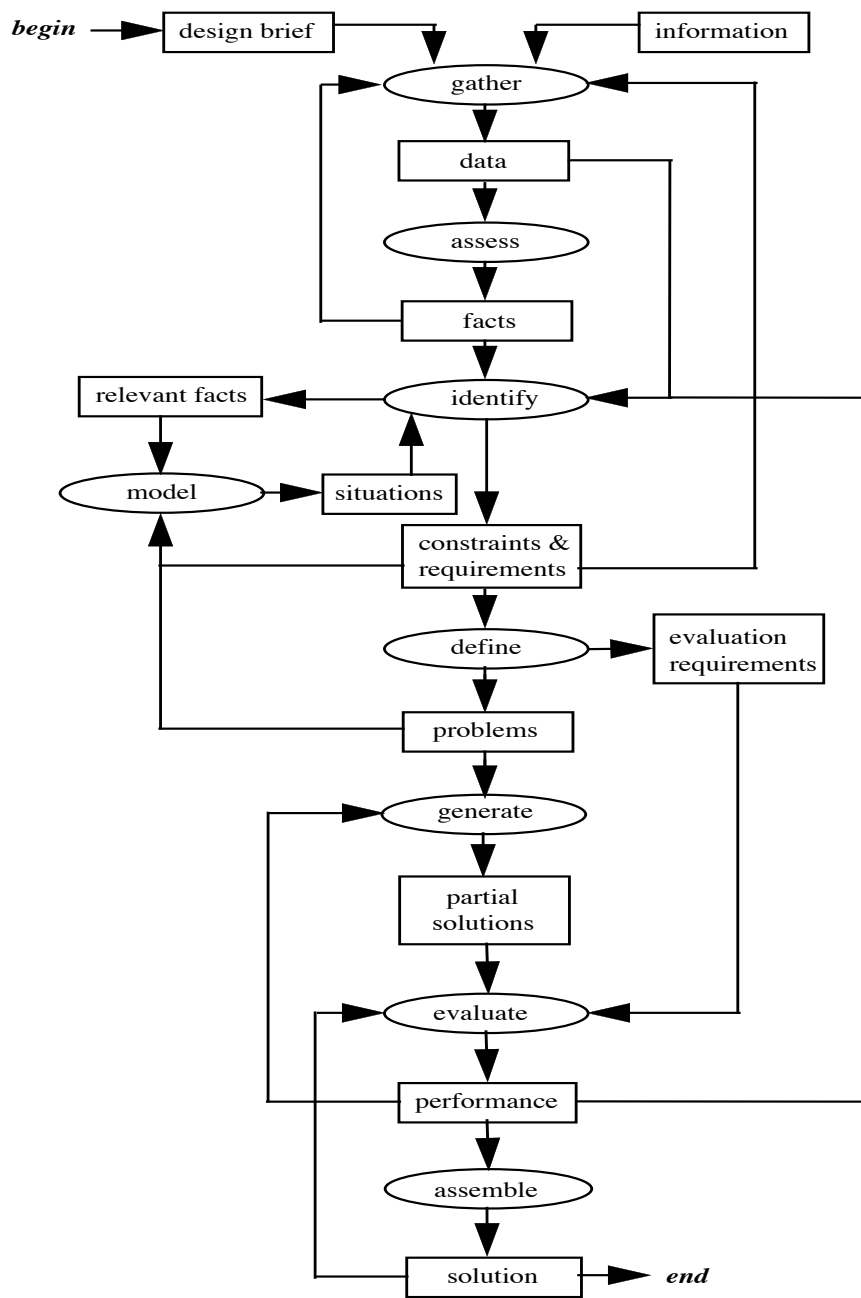 begin
design brief
information
gather
data
assess
facts
relevant facts
identify
model
situations
constraints &
requirements
define
evaluation
requirements
problems
generate
partial
solutions
evaluate
performance
assemble
solution
end